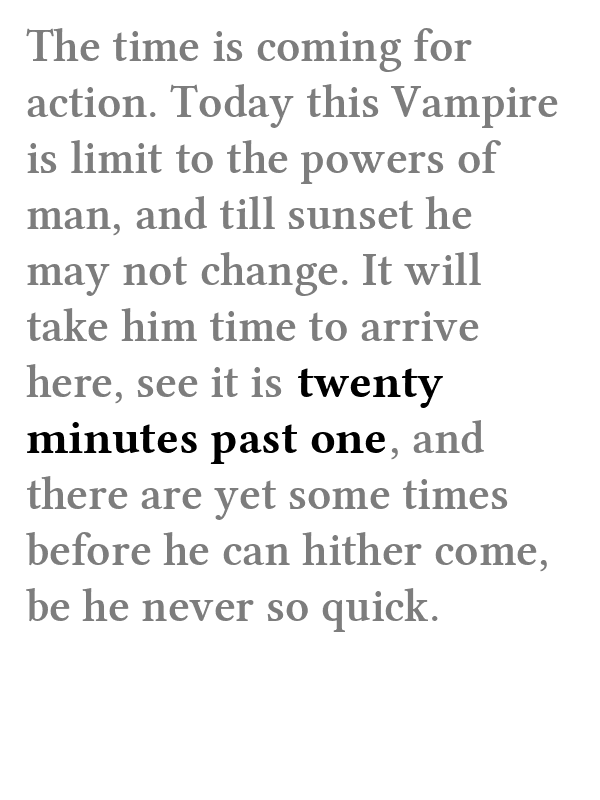 The time is coming for
action. Today this Vampire
is limit to the powers of
man, and till sunset he
may not change. It will
take him time to arrive
here, see it is twenty
minutes past one, and
there are yet some times
before he can hither come,
be he never so quick.